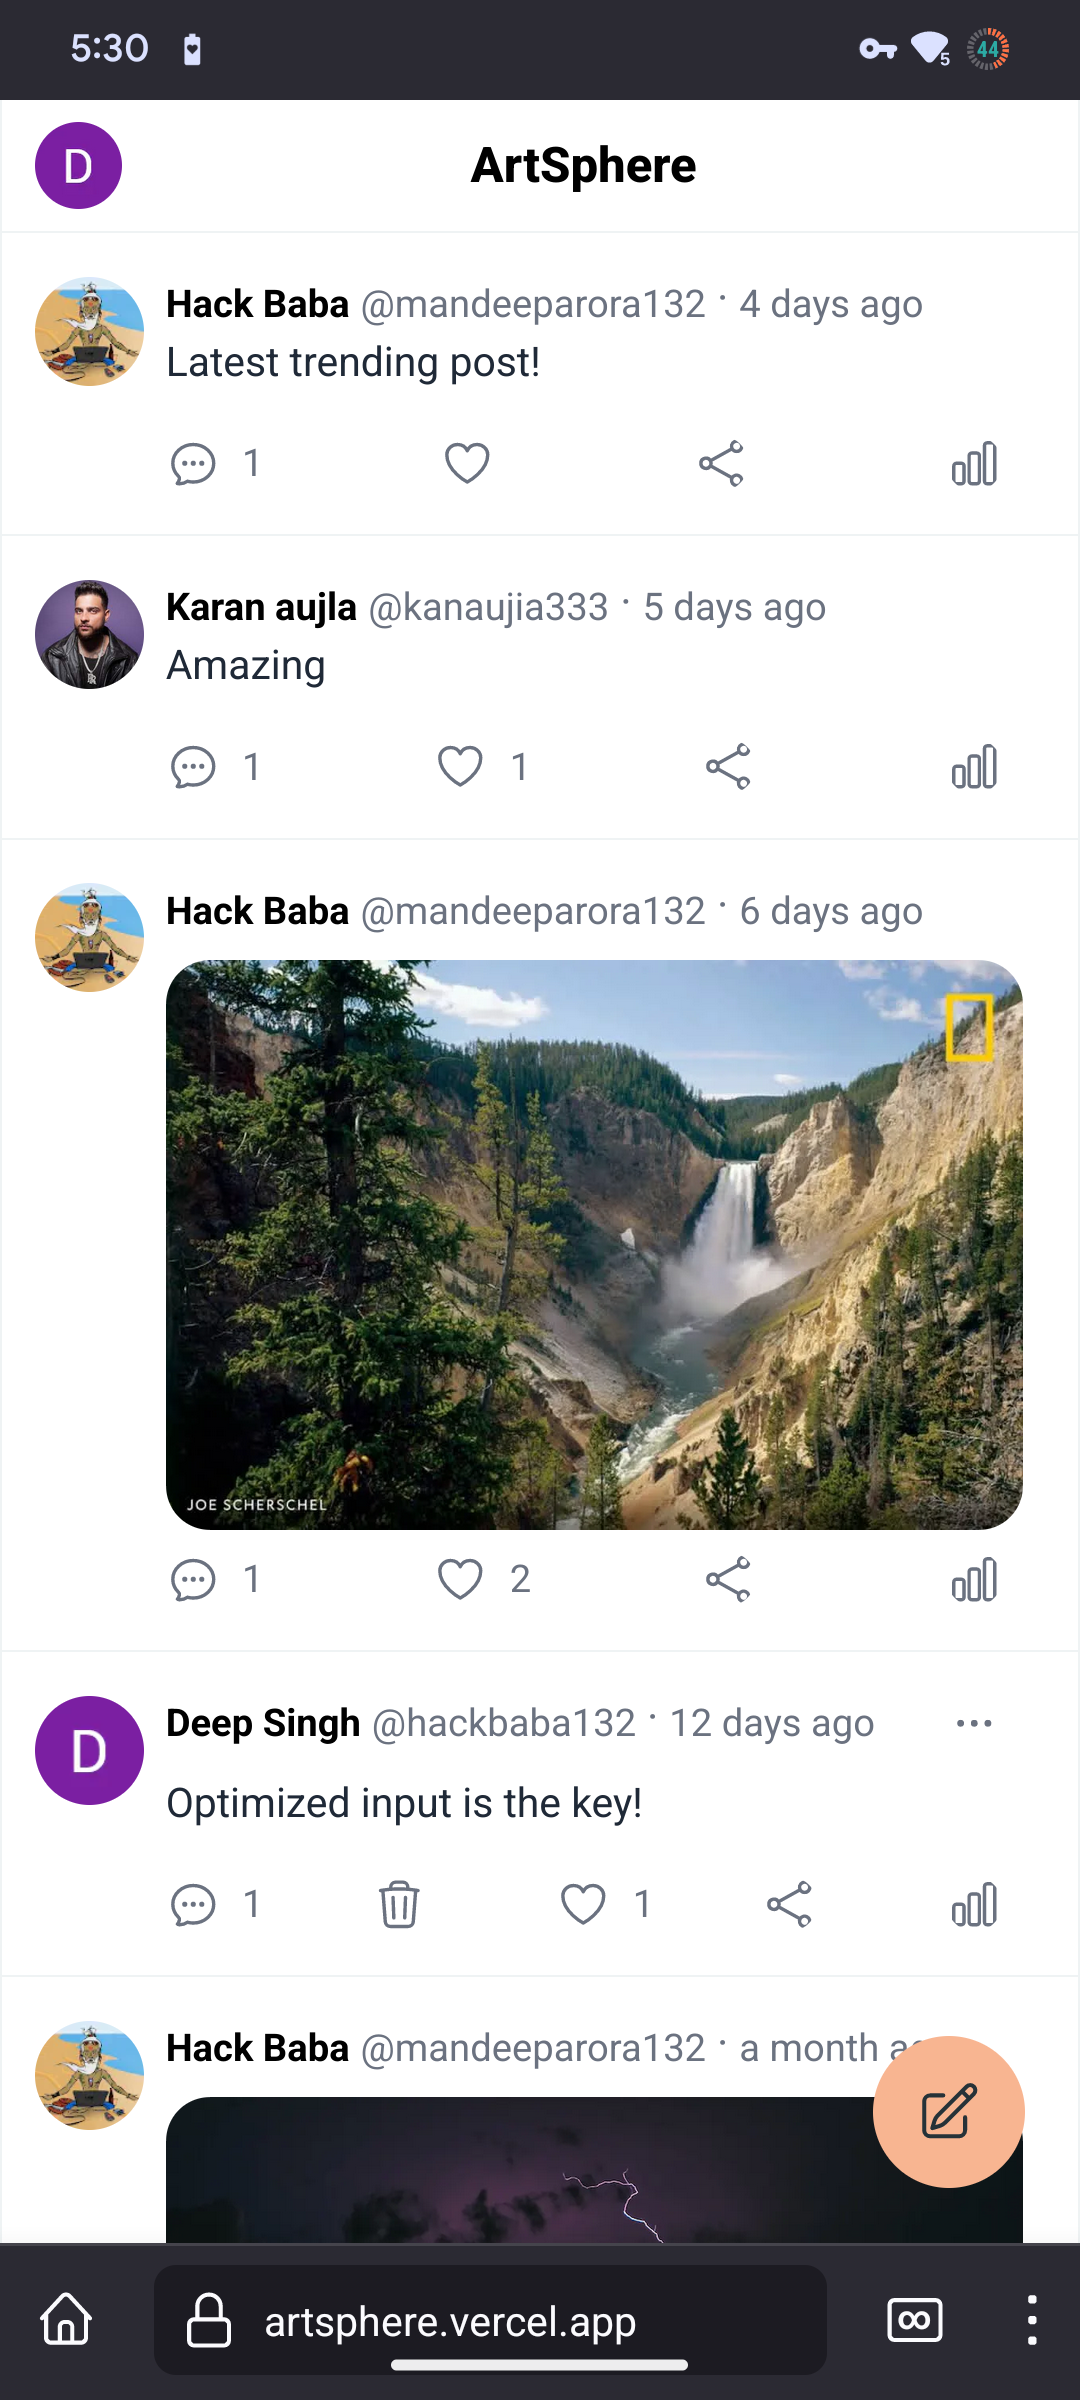 5:30
5
44
D
ArtSphere
Hack Baba @mandeeparora132 · 4 days ago
Latest trending post!
1
Karan aujla @kanaujia333 · 5 days ago
Amazing
1 1
Hack Baba @mandeeparora132 · 6 days ago
JOE SCHERSCHEL
1 2
D
Deep Singh @hackbaba132 · 12 days ago
Optimized input is the key!
1 1
Hack Baba @mandeeparora132 · a month
artsphere.vercel.app